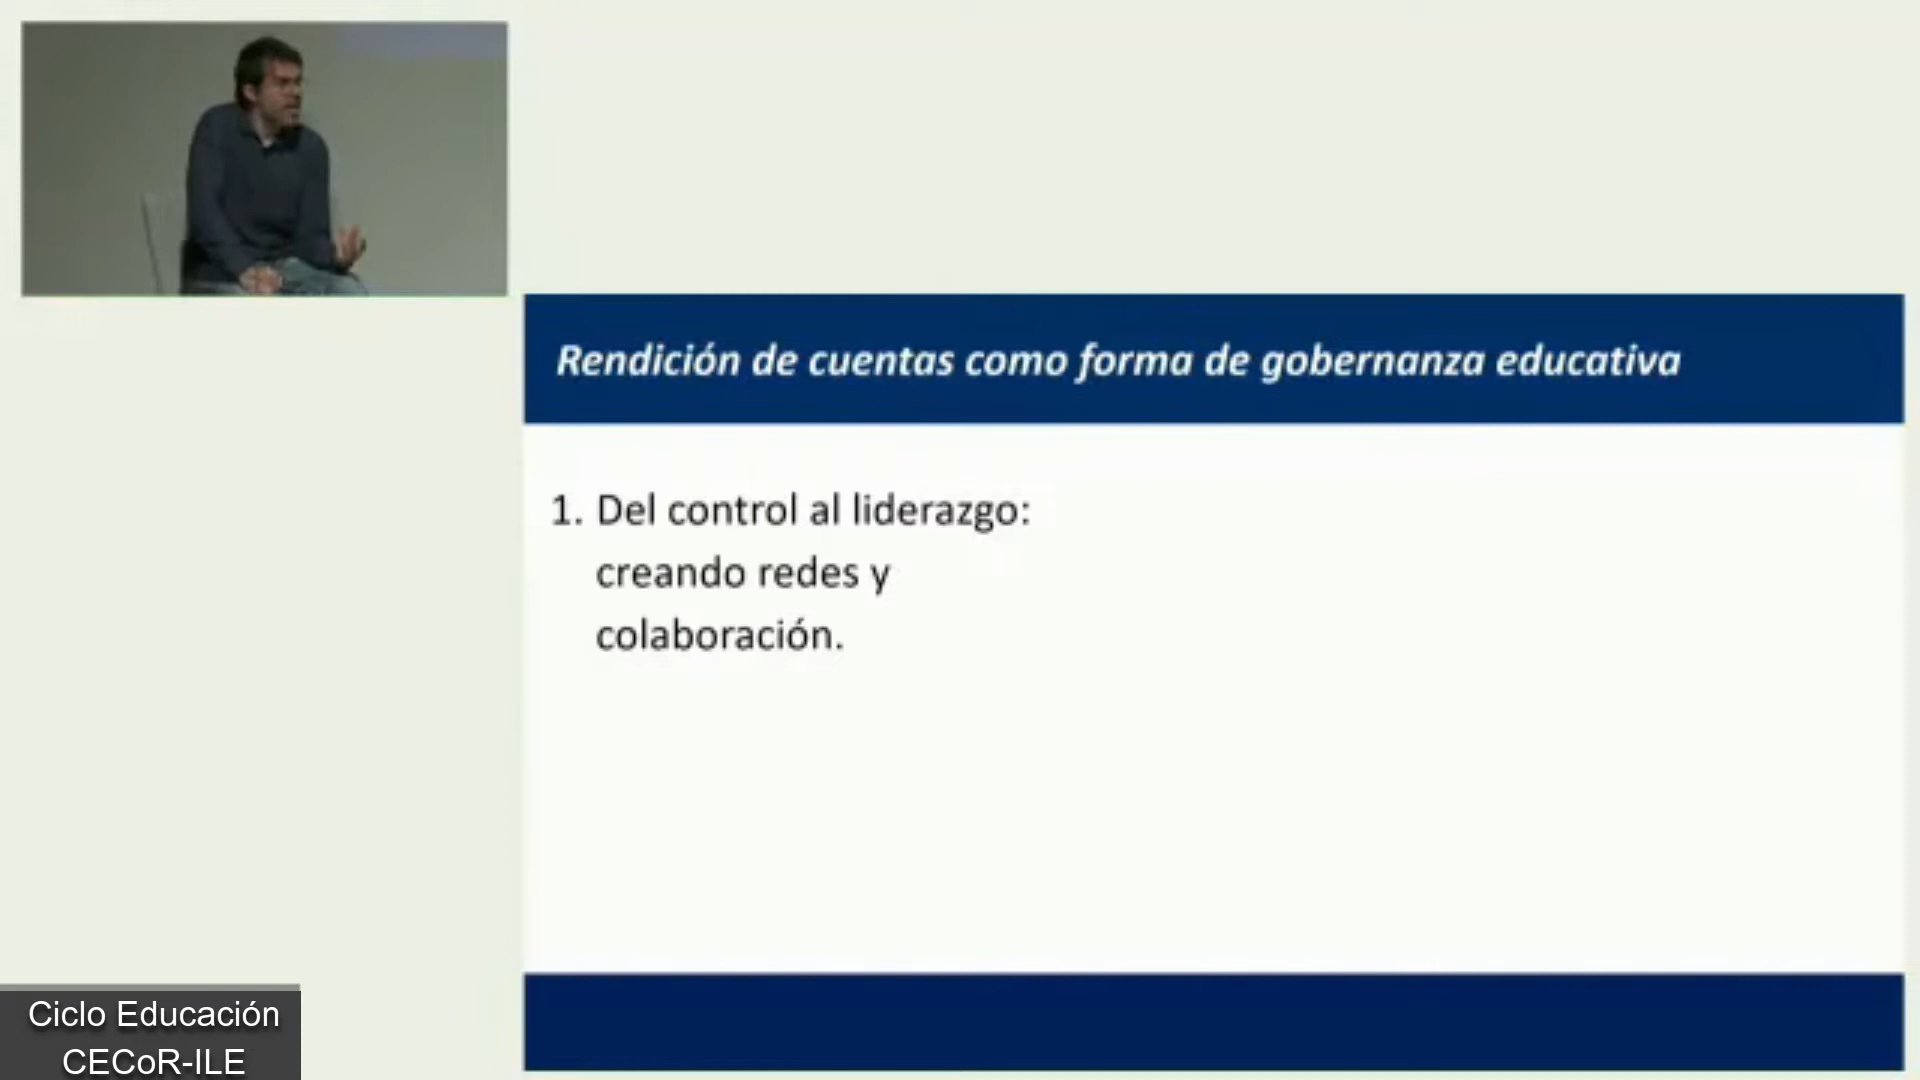 Rendición de cuentas como forma de gobernanza educativa
1. Del control al liderazgo:
creando redes y
colaboración.
Ciclo Educación
CECoR-ILE